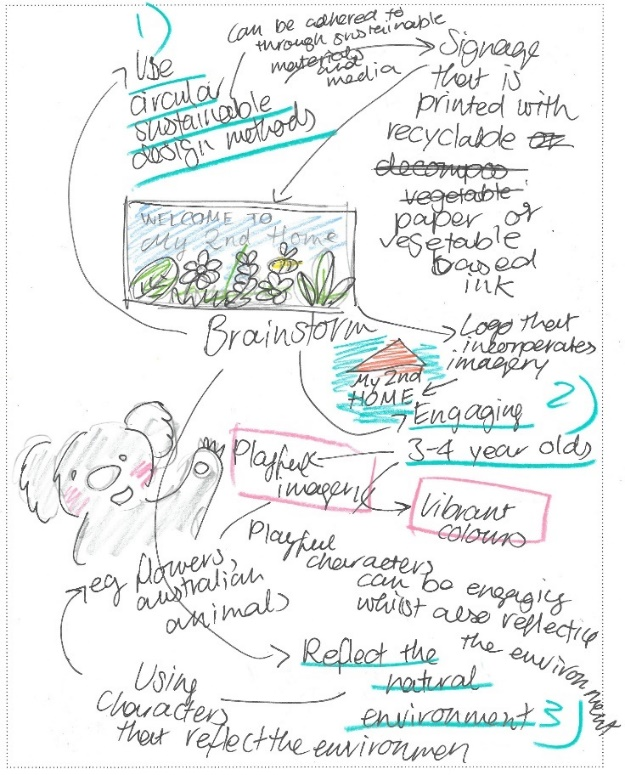 1)
Use
circular
sustainable
design methods
can be adhered to
through sustainable
materials
and
media
Signage
that is
printed with
recyclable or
decompos
vegetable
paper or
vegetable
based
ink
WELCOME TO
My 2nd Home
Brainstorm
Logo that
incorperates
imagery
My 2nd
HOME.
2)
Engaging
3-4 year olds
Playful
imagery
Vibrant
colours
Playful
characters
can be engaging
whilst also reflecting
the environment
eg flowers,
australian
animals
Reflect the
natural
environment 3)
Using
characters
that reflect the environmen